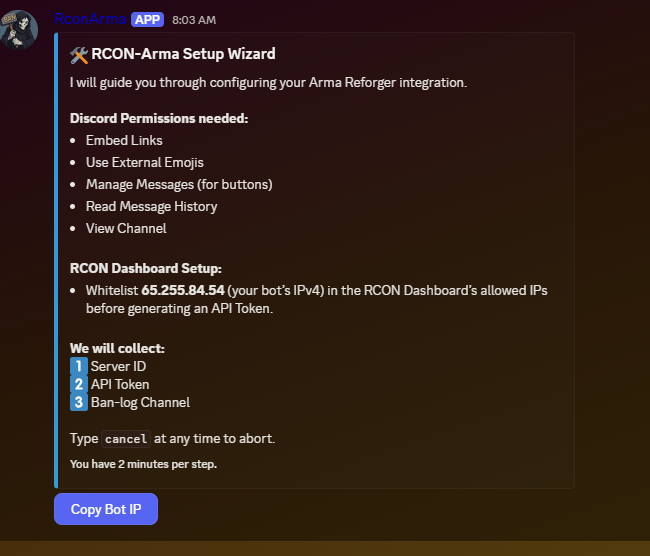 RconArma APP 8:03 AM
🛠️ RCON-Arma Setup Wizard
I will guide you through configuring your Arma Reforger integration.
Discord Permissions needed:
• Embed Links
• Use External Emojis
• Manage Messages (for buttons)
• Read Message History
• View Channel
RCON Dashboard Setup:
• Whitelist 65.255.84.54 (your bot's IPv4) in the RCON Dashboard's allowed IPs
before generating an API Token.
We will collect:
1 Server ID
2 API Token
3 Ban-log Channel
Type cancel at any time to abort.
You have 2 minutes per step.
Copy Bot IP